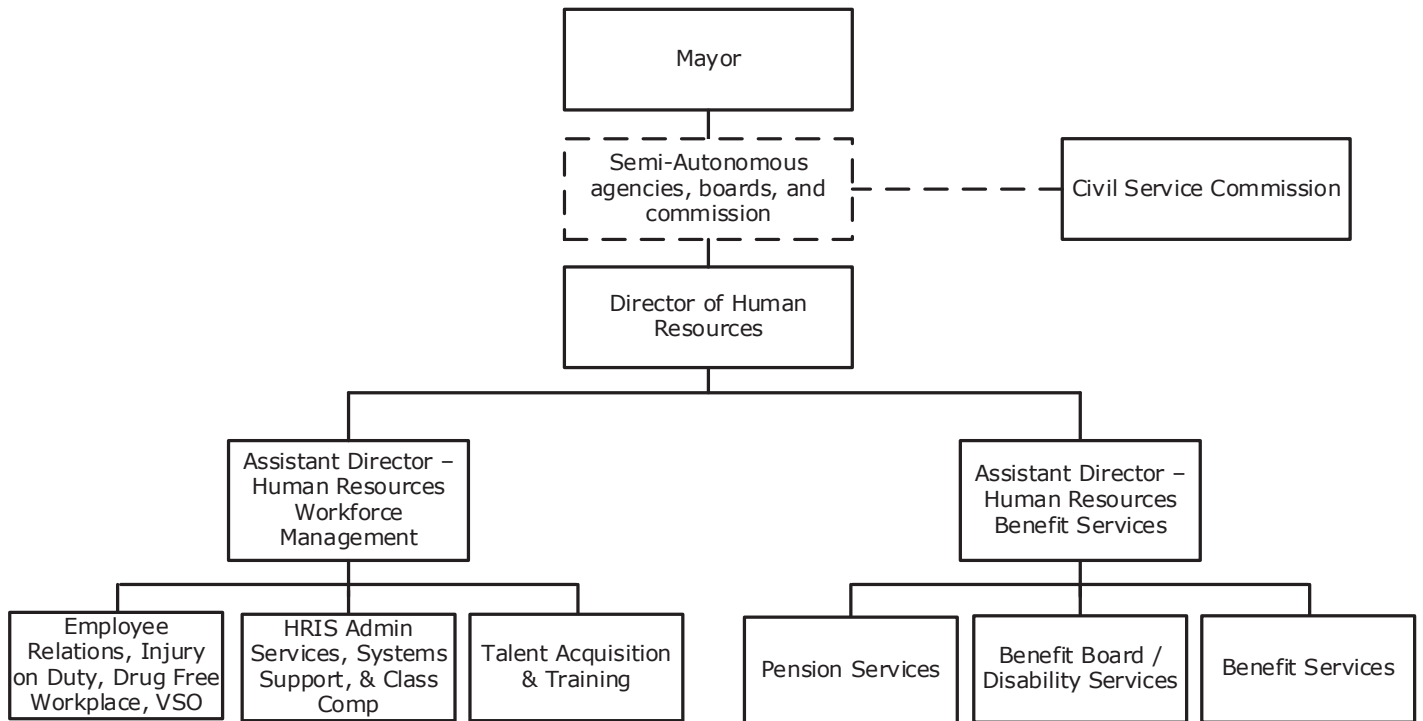 Mayor
Semi-Autonomous
agencies, boards, and
commission
Civil Service Commission
Director of Human
Resources
Assistant Director –
Human Resources
Workforce
Management
Assistant Director –
Human Resources
Benefit Services
Employee
Relations, Injury
on Duty, Drug Free
Workplace, VSO
HRIS Admin
Services, Systems
Support, & Class
Comp
Talent Acquisition
& Training
Pension Services
Benefit Board /
Disability Services
Benefit Services